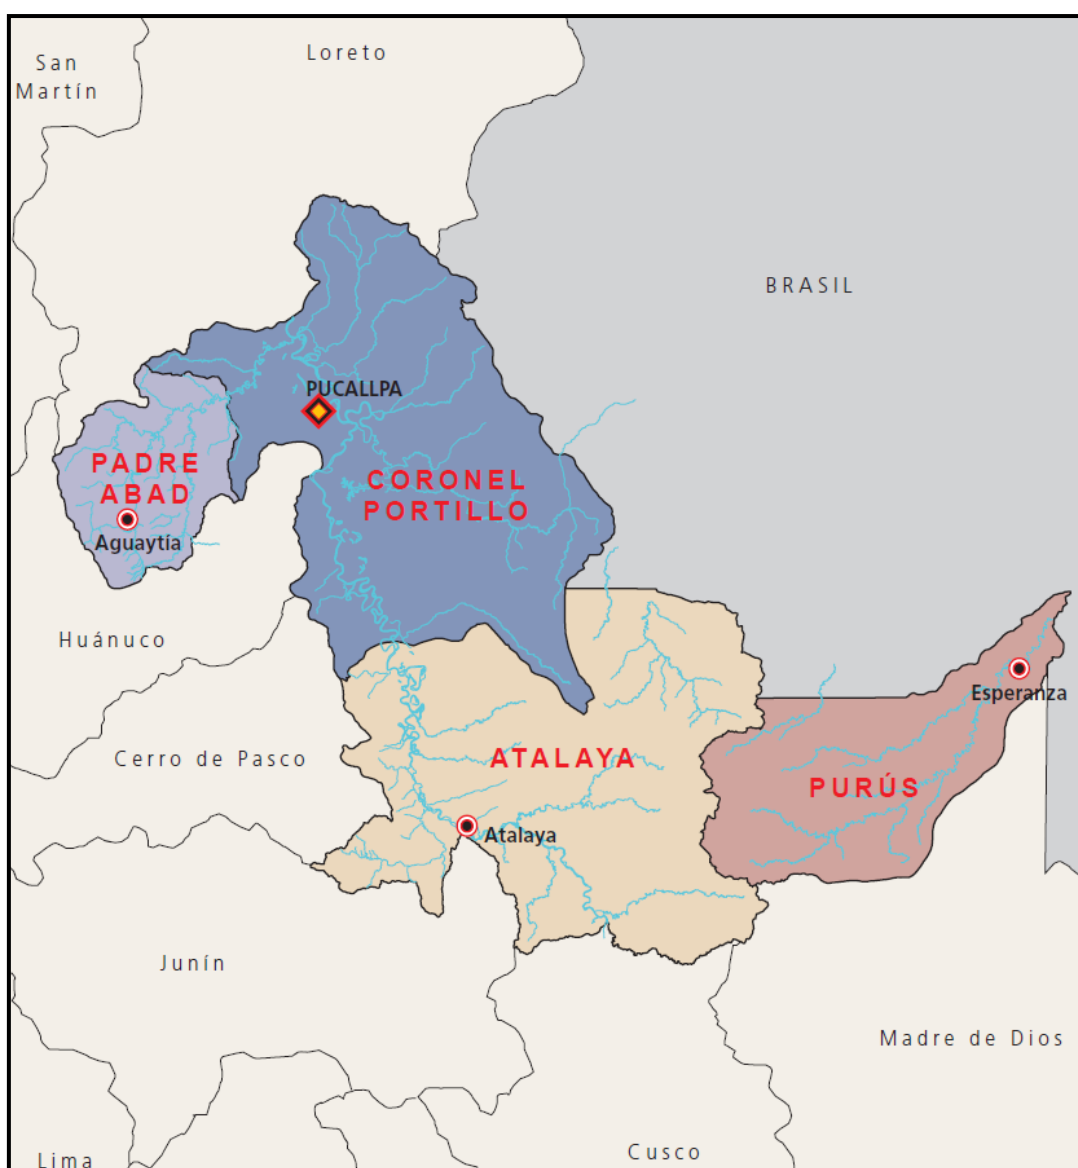 Loreto
San
Martín
BRASIL
PUCALLPA
PADRE
ABAD
CORONEL
PORTILLO
Aguaytía
Huánuco
Esperanza
Cerro de Pasco
ATALAYA
PURÚS
Atalaya
Junín
Madre de Dios
Cusco
Lima